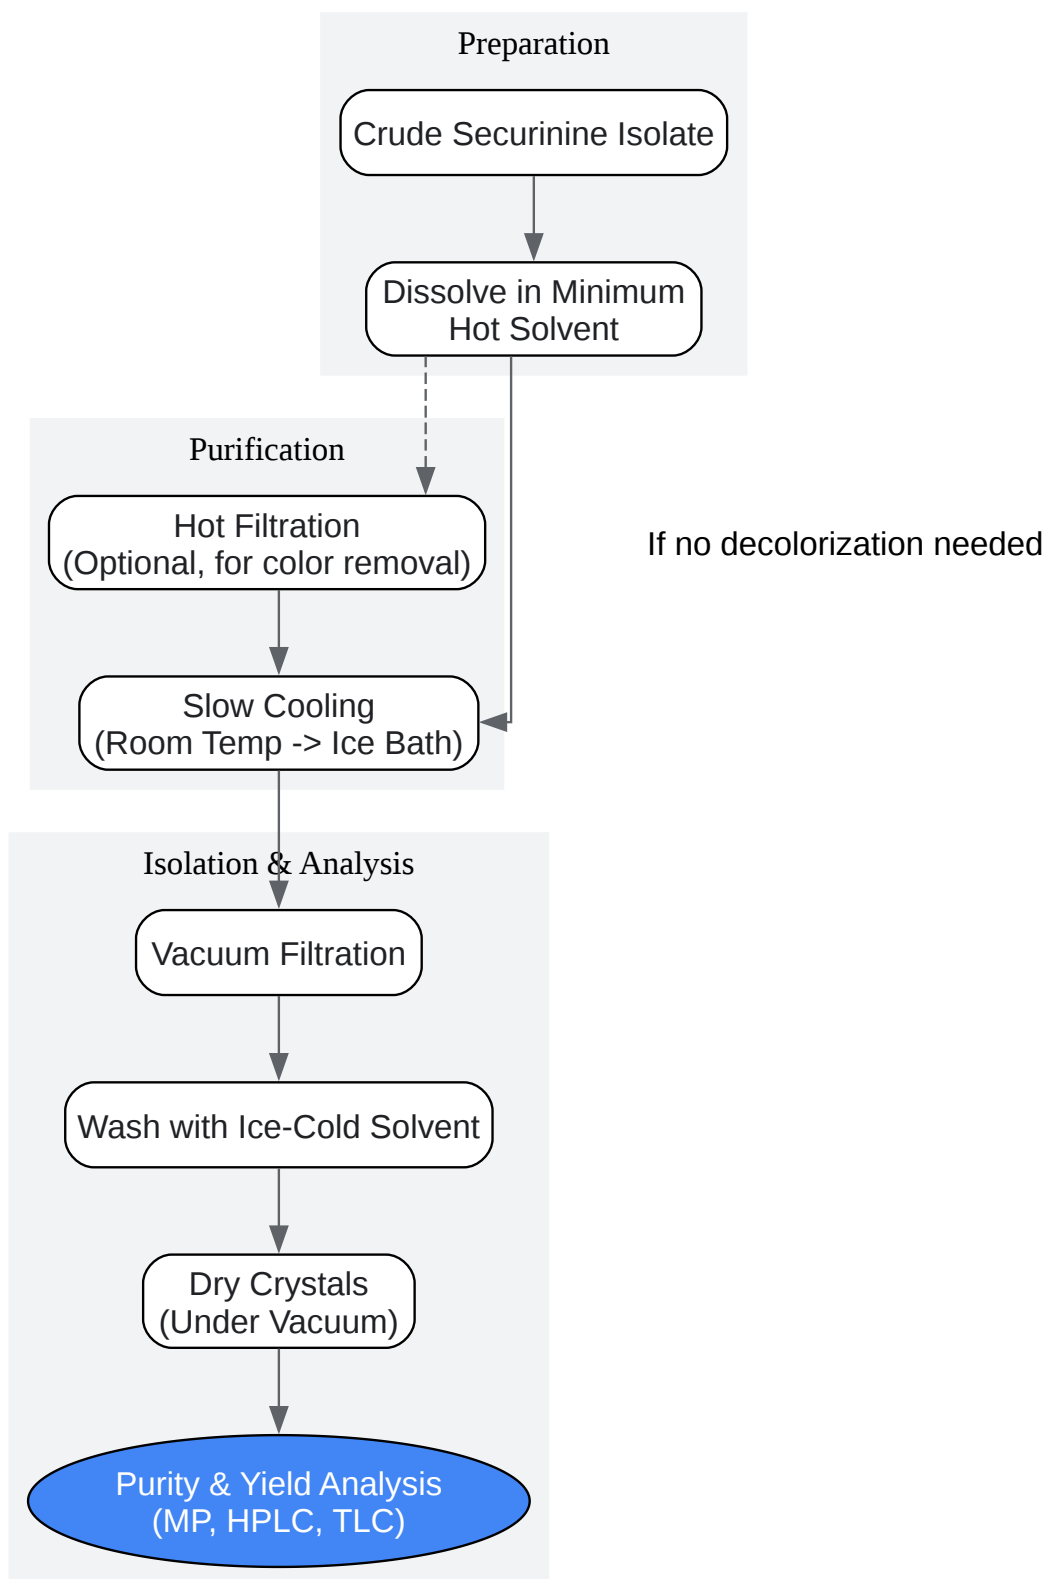 Preparation
Crude Securinine Isolate
Dissolve in Minimum
Hot Solvent
Purification
Hot Filtration
(Optional, for color removal)
If no decolorization needed
Slow Cooling
(Room Temp -> Ice Bath)
Isolation & Analysis
Vacuum Filtration
Wash with Ice-Cold Solvent
Dry Crystals
(Under Vacuum)
Purity & Yield Analysis
(MP, HPLC, TLC)